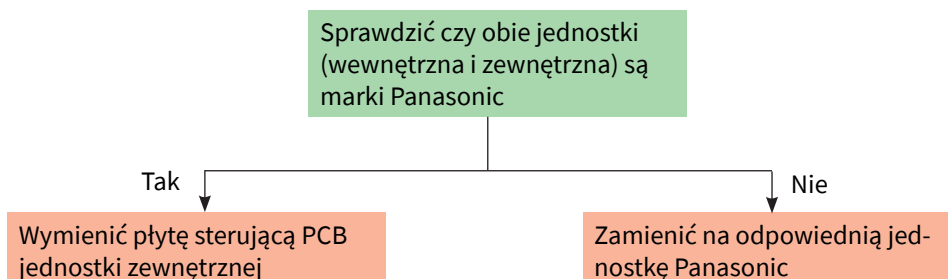 Sprawdzić czy obie jednostki
(wewnętrzna i zewnętrzna) są
marki Panasonic
Tak
Nie
Wymienić płytę sterującą PCB
jednostki zewnętrznej
Zamienić na odpowiednią jed-
nostkę Panasonic